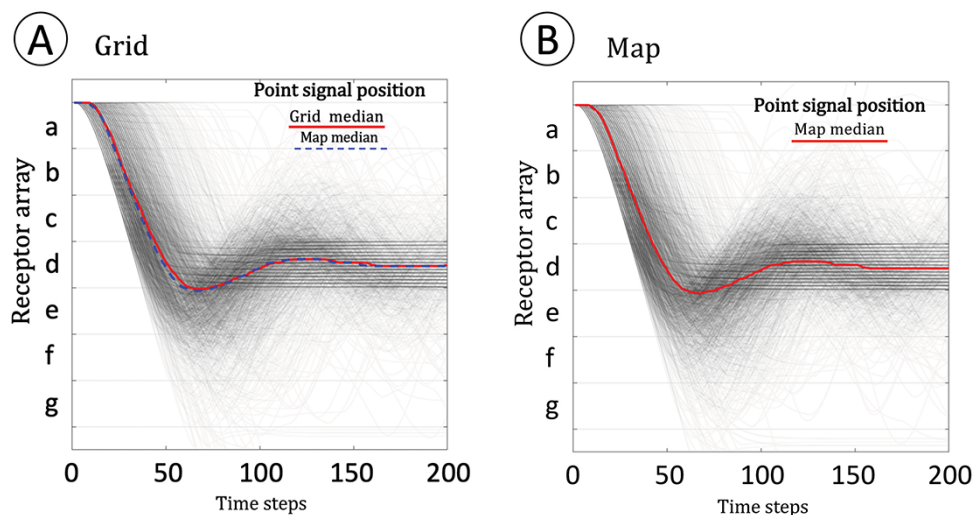 A Grid
Point signal position
Grid median
Map median
Receptor array
a
b
c
d
e
f
g
0 50 100 150 200
Time steps
B Map
Point signal position
Map median
Receptor array
a
b
c
d
e
f
g
0 50 100 150 200
Time steps